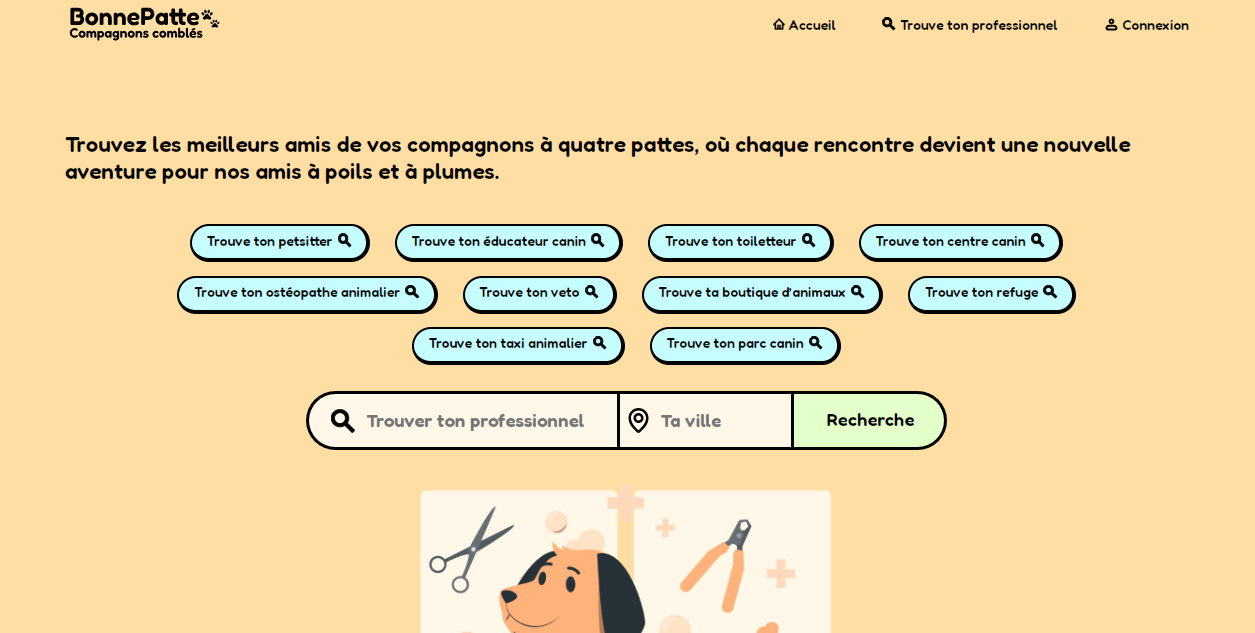 BonnePatte
Compagnons comblés
Accueil
Trouve ton professionnel
Connexion
Trouvez les meilleurs amis de vos compagnons à quatre pattes, où chaque rencontre devient une nouvelle
aventure pour nos amis à poils et à plumes.
Trouve ton petsitter
Trouve ton éducateur canin
Trouve ton toiletteur
Trouve ton centre canin
Trouve ton ostéopathe animalier
Trouve ton veto
Trouve ta boutique d'animaux
Trouve ton refuge
Trouve ton taxi animalier
Trouve ton parc canin
Trouver ton professionnel
Ta ville
Recherche